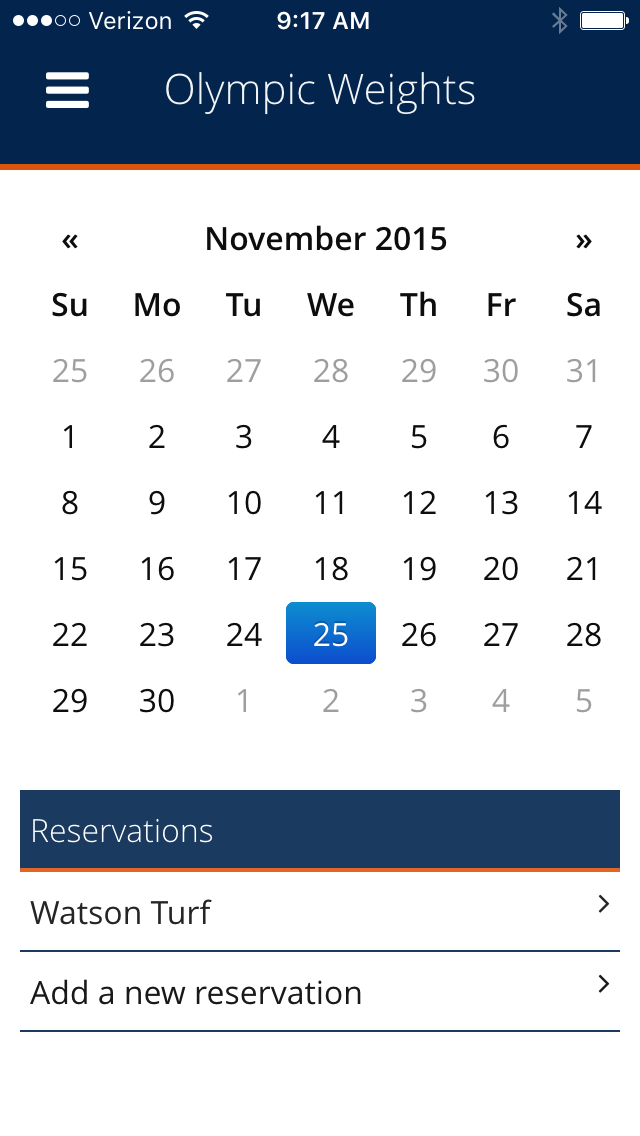 Verizon 9:17 AM
Olympic Weights
« November 2015 »
Su Mo Tu We Th Fr Sa
25 26 27 28 29 30 31
1 2 3 4 5 6 7
8 9 10 11 12 13 14
15 16 17 18 19 20 21
22 23 24 25 26 27 28
29 30 1 2 3 4 5
Reservations
Watson Turf
Add a new reservation